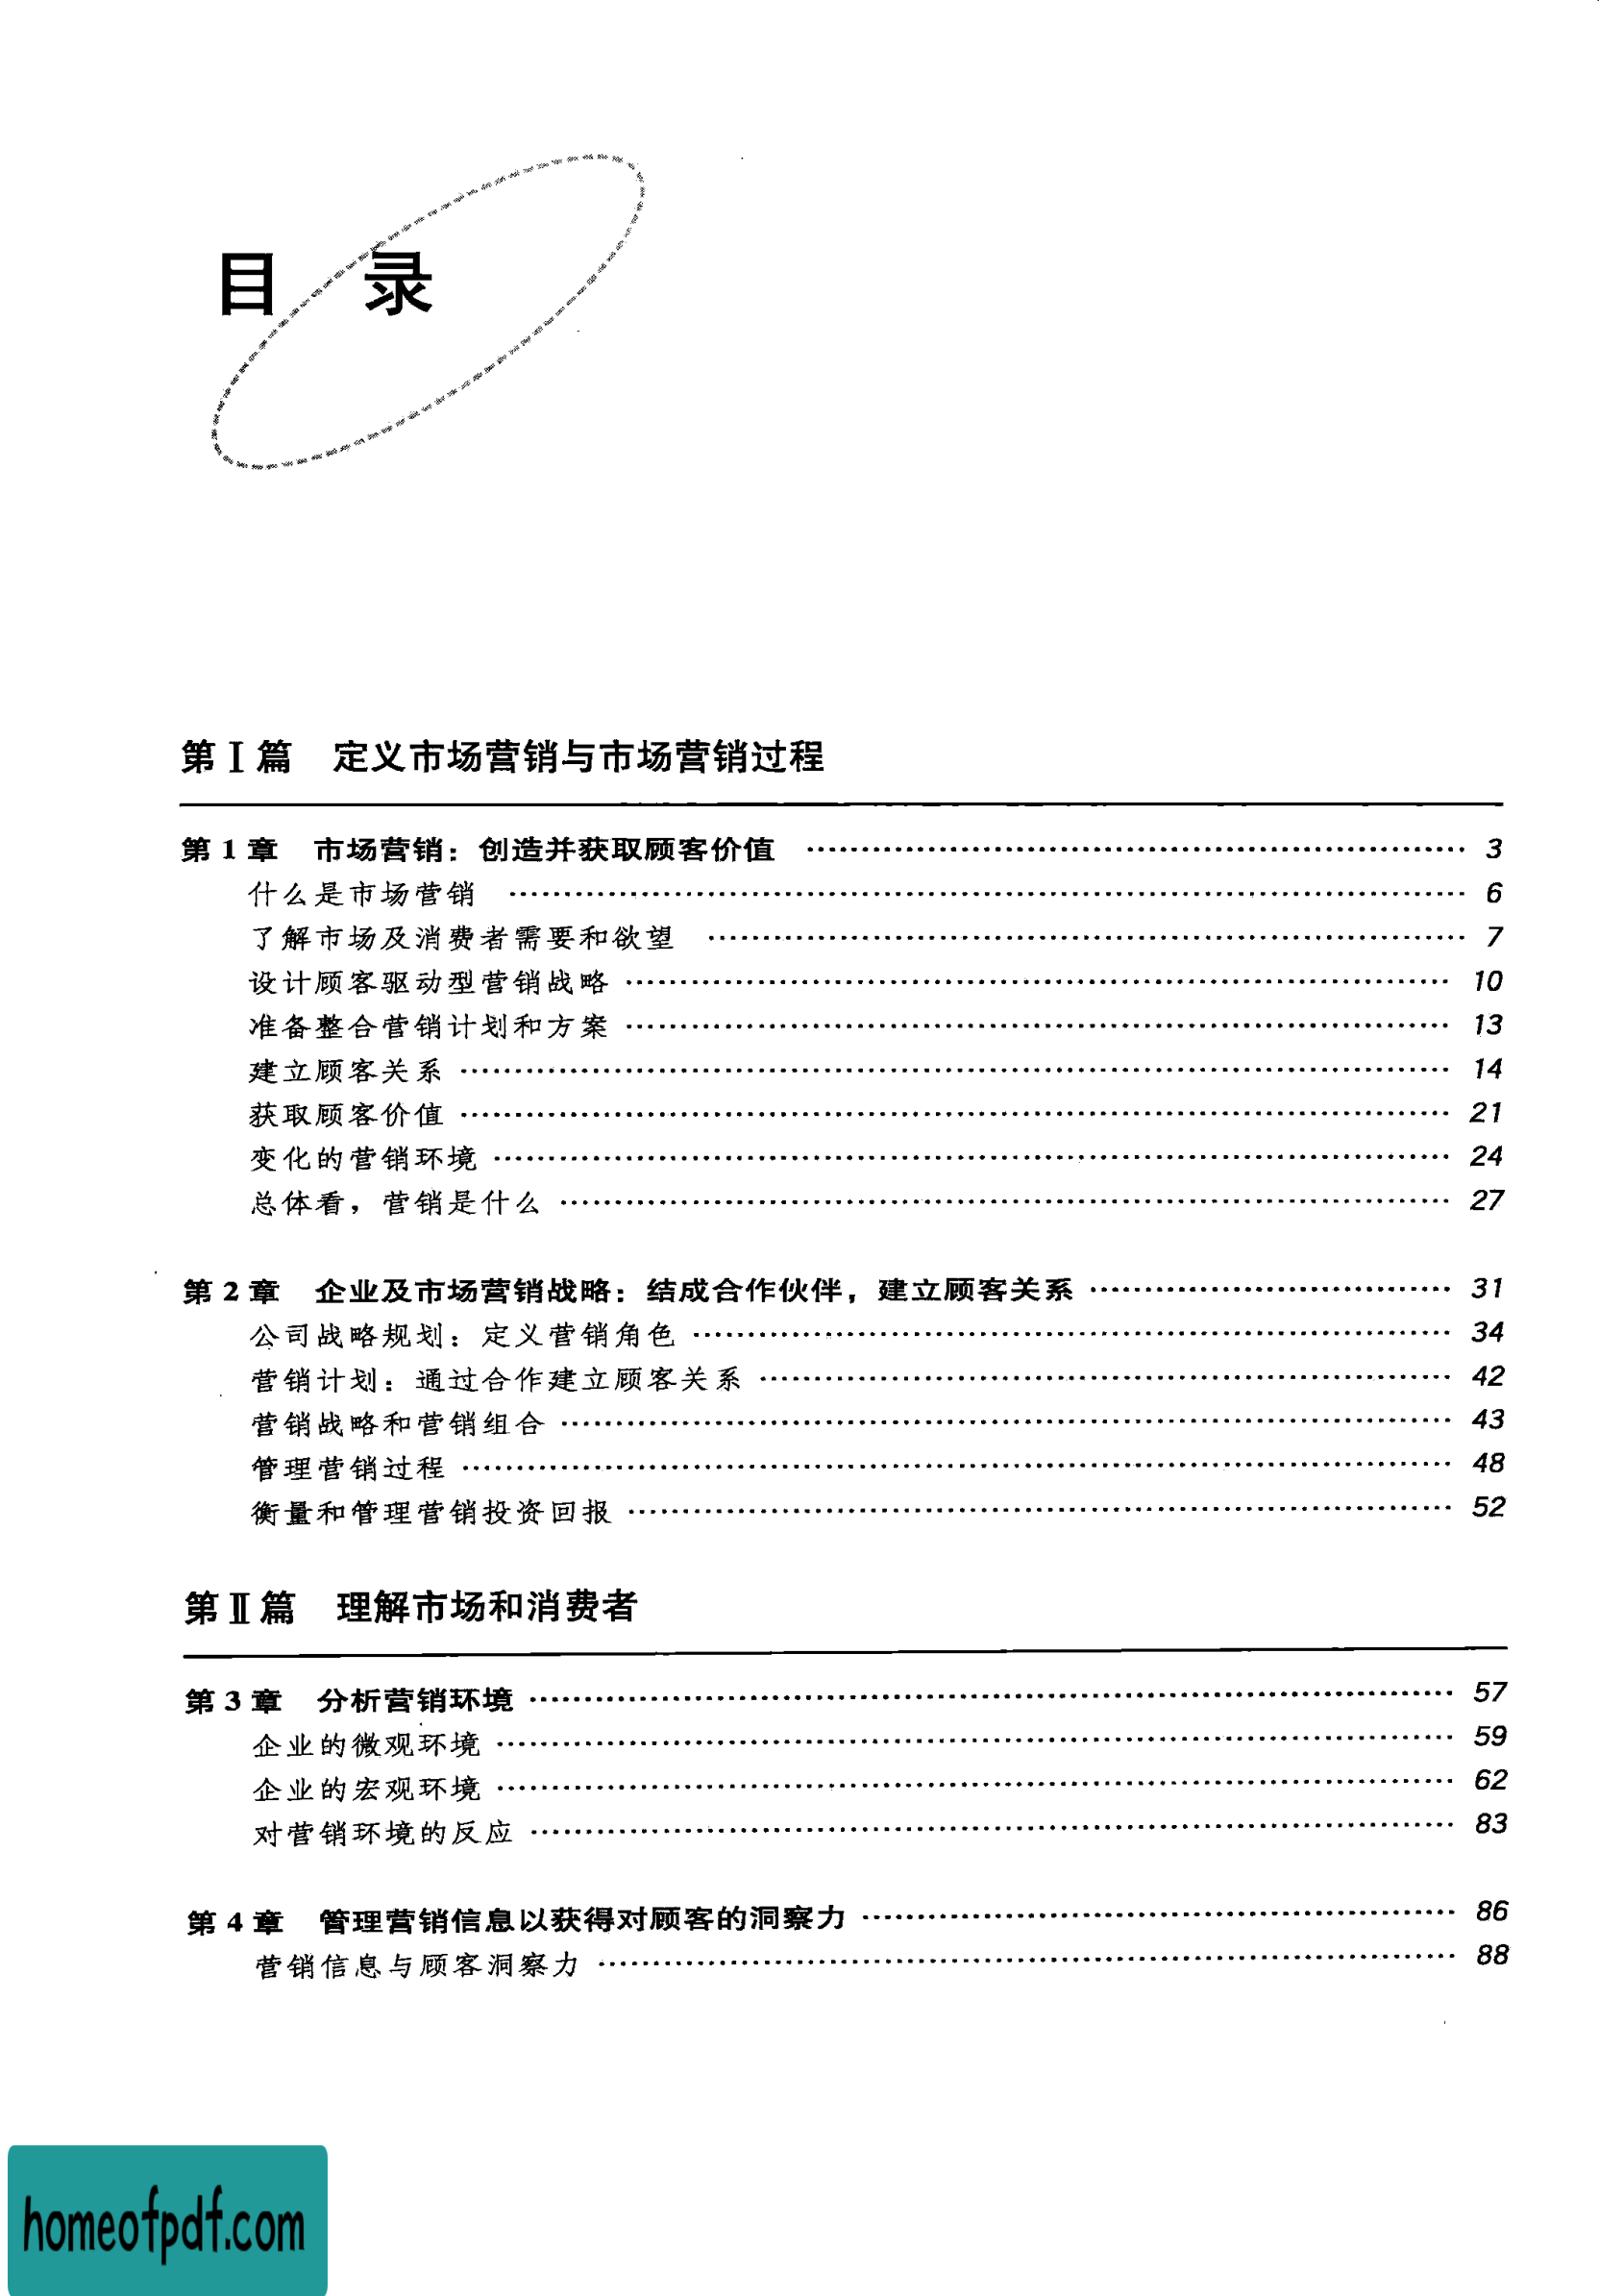 目 录
第Ⅰ篇 定义市场营销与市场营销过程
第 1 章 市场营销：创造并获取顾客价值 …… 3
什么是市场营销 …… 6
了解市场及消费者需要和欲望 …… 7
设计顾客驱动型营销战略 …… 10
准备整合营销计划和方案 …… 13
建立顾客关系 …… 14
获取顾客价值 …… 21
变化的营销环境 …… 24
总体看，营销是什么 …… 27
第 2 章 企业及市场营销战略：结成合作伙伴，建立顾客关系 …… 31
公司战略规划：定义营销角色 …… 34
营销计划：通过合作建立顾客关系 …… 42
营销战略和营销组合 …… 43
管理营销过程 …… 48
衡量和管理营销投资回报 …… 52
第Ⅱ篇 理解市场和消费者
第 3 章 分析营销环境 …… 57
企业的微观环境 …… 59
企业的宏观环境 …… 62
对营销环境的反应 …… 83
第 4 章 管理营销信息以获得对顾客的洞察力 …… 86
营销信息与顾客洞察力 …… 88
homeofpdf.com